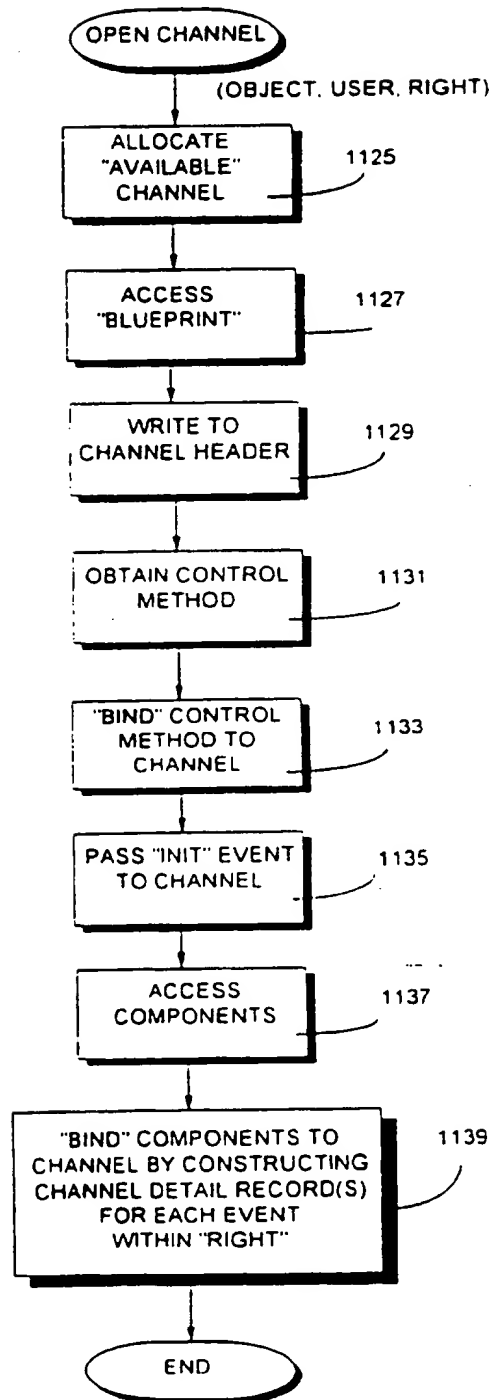 OPEN CHANNEL
(OBJECT, USER, RIGHT)
ALLOCATE
"AVAILABLE"
CHANNEL
1125
ACCESS
"BLUEPRINT"
1127
WRITE TO
CHANNEL HEADER
1129
OBTAIN CONTROL
METHOD
1131
"BIND" CONTROL
METHOD TO
CHANNEL
1133
PASS "INIT" EVENT
TO CHANNEL
1135
ACCESS
COMPONENTS
1137
"BIND" COMPONENTS TO
CHANNEL BY CONSTRUCTING
CHANNEL DETAIL RECORD(S)
FOR EACH EVENT
WITHIN "RIGHT"
1139
END